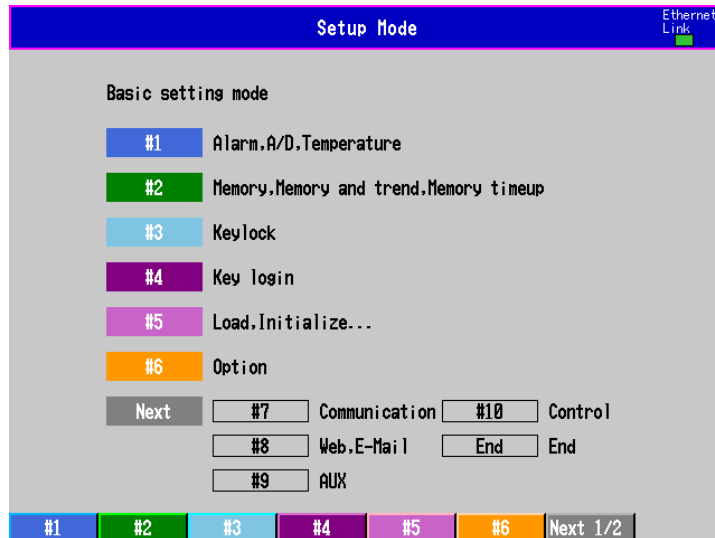 Setup Mode
Ethernet
Link
Basic setting mode
#1 Alarm,A/D,Temperature
#2 Memory,Memory and trend,Memory timeup
#3 Keylock
#4 Key login
#5 Load,Initialize...
#6 Option
Next #7 Communication #10 Control
#8 Web,E-Mail End End
#9 AUX
#1 #2 #3 #4 #5 #6 Next 1/2